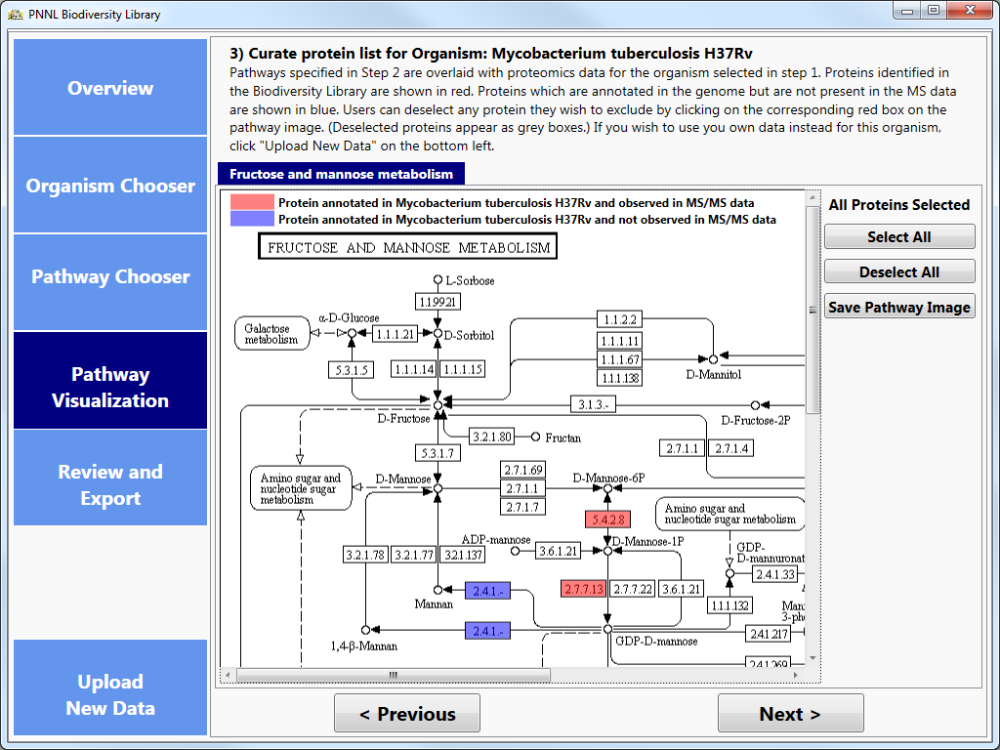 PNNL Biodiversity Library
Overview
Organism Chooser
Pathway Chooser
Pathway
Visualization
Review and
Export
Upload
New Data
3) Curate protein list for Organism: Mycobacterium tuberculosis H37Rv
Pathways specified in Step 2 are overlaid with proteomics data for the organism selected in step 1. Proteins identified in
the Biodiversity Library are shown in red. Proteins which are annotated in the genome but are not present in the MS data
are shown in blue. Users can deselect any protein they wish to exclude by clicking on the corresponding red box on the
pathway image. (Deselected proteins appear as grey boxes.) If you wish to use you own data instead for this organism,
click "Upload New Data" on the bottom left.
Fructose and mannose metabolism
Protein annotated in Mycobacterium tuberculosis H37Rv and observed in MS/MS data
Protein annotated in Mycobacterium tuberculosis H37Rv and not observed in MS/MS data
FRUCTOSE AND MANNOSE METABOLISM
L-Sorbose
1.1.99.21
α-D-Glucose
Galactose
metabolism
1.1.1.21
D-Sorbitol
1.1.2.2
1.1.1.11
1.1.1.67
1.1.1.138
D-Mannitol
5.3.1.5
1.1.1.14
1.1.1.15
3.1.3.-
D-Fructose
D-Fructose-2P
3.2.1.80
Fructan
2.7.1.1
2.7.1.4
5.3.1.7
Amino sugar and
nucleotide sugar
metabolism
D-Mannose
2.7.1.69
2.7.1.1
2.7.1.7
D-Mannose-6P
5.4.2.8
Amino sugar and
nucleotide sugar metabolism
ADP-mannose
3.6.1.21
D-Mannose-1P
GDP-
D-mannuronat
3.2.1.78
3.2.1.77
3.2.1.137
2.4.1.33
Mannan
2.4.1.-
2.7.7.13
2.7.7.22
3.6.1.21
1.1.1.132
Man
3-ph
2.4.1.-
1,4-β-Mannan
GDP-D-mannose
2.4.1.217
2.4.1.269
All Proteins Selected
Select All
Deselect All
Save Pathway Image
< Previous
Next >